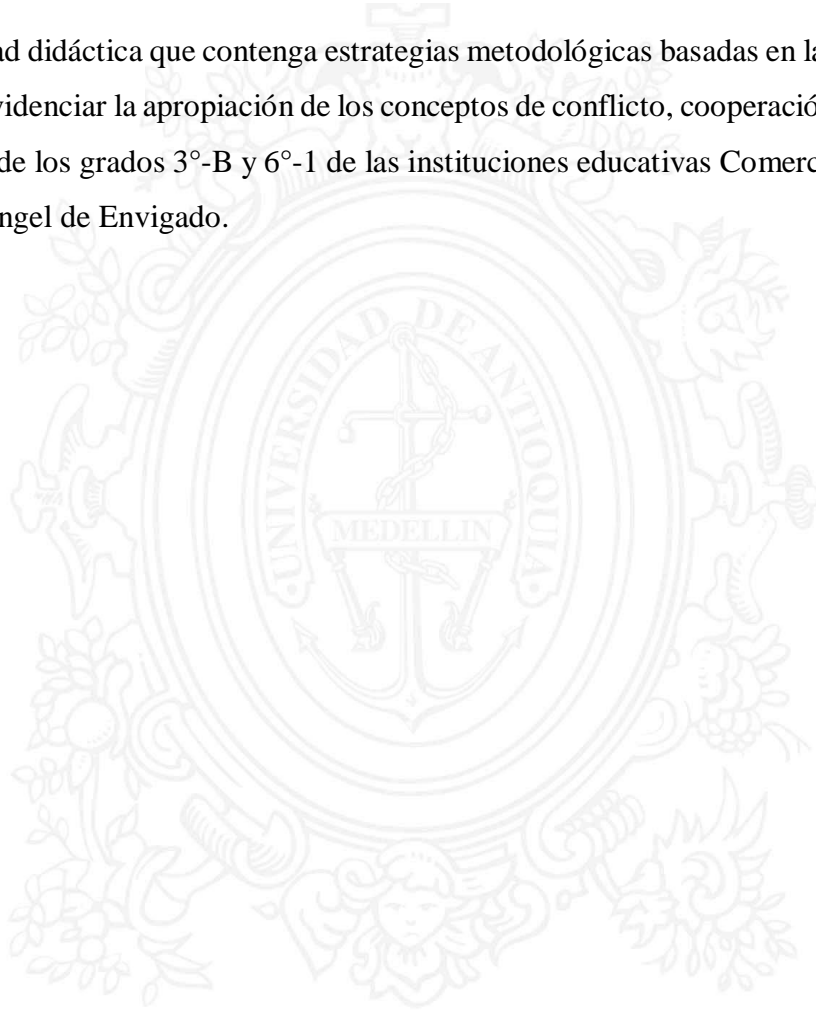 ad didáctica que contenga estrategias metodológicas basadas en la
videnciar la apropiación de los conceptos de conflicto, cooperació
de los grados 3°-B y 6°-1 de las instituciones educativas Comerc
ngel de Envigado.
UNIVERSIDAD DE ANTIOQUIA
MEDELLIN